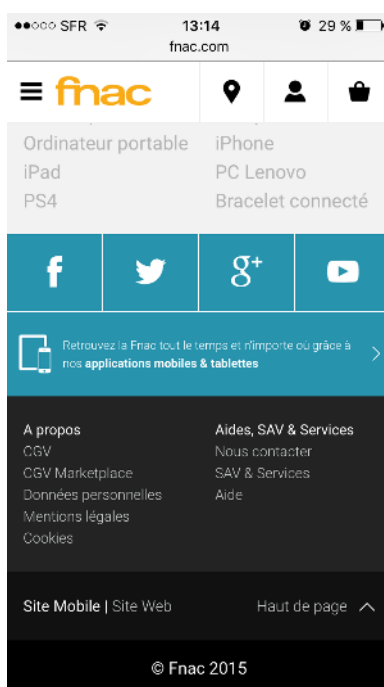 SFR 13:14 29 %
fnac.com
fnac
Ordinateur portable iPhone
iPad PC Lenovo
PS4 Bracelet connecté
f g+
Retrouvez la Fnac tout le temps et n'importe où grâce à
nos applications mobiles & tablettes
A propos Aides, SAV & Services
CGV Nous contacter
CGV Marketplace SAV & Services
Données personnelles Aide
Mentions légales
Cookies
Site Mobile | Site Web Haut de page
© Fnac 2015